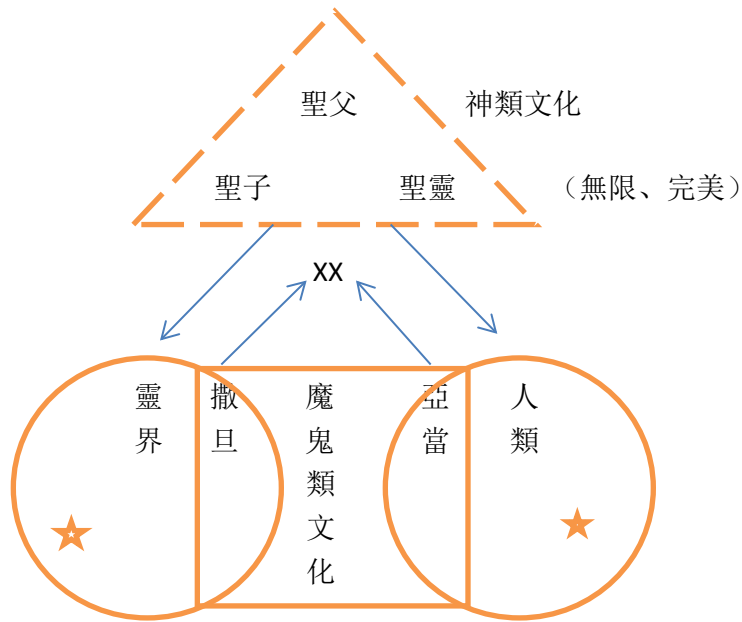 聖父
神類文化
聖子
聖靈
（無限、完美）
XX
靈界
撒旦
魔鬼類文化
亞當
人類